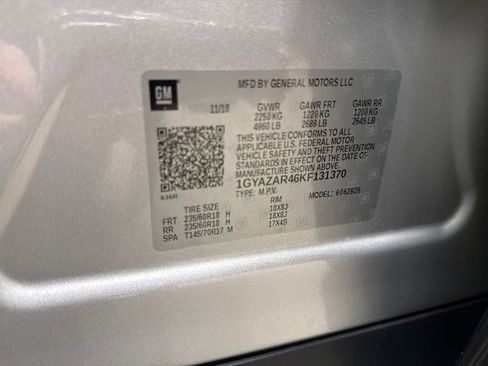 GM
MFD BY GENERAL MOTORS LLC
11/18 GVWR GAWR FRT GAWR RR
2250 KG 1220 KG 1200 KG
4960 LB 2689 LB 2645 LB
THIS VEHICLE CONFORMS TO ALL
APPLICABLE U.S. FEDERAL MOTOR
VEHICLE SAFETY AND THEFT PREVENTION
STANDARDS IN EFFECT ON THE DATE OF
MANUFACTURE SHOWN ABOVE.
1GYAZAR46KF131370
TYPE: M.P.V. MODEL: 6DGZB26
TIRE SIZE RIM
FRT 235/60R18 H 18X8J
RR 235/60R18 H 18X8J
SPA T145/70R17 M 17X4B